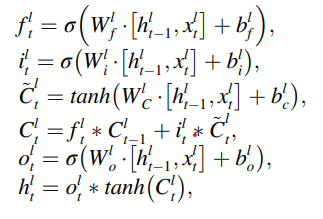 f_t^l = σ(W_f^l · [h_{t-1}^l, x_t^l] + b_f^l),
i_t^l = σ(W_i^l · [h_{t-1}^l, x_t^l] + b_i^l),
C̃_t^l = tanh(W_C^l · [h_{t-1}^l, x_t^l] + b_c^l),
C_t^l = f_t^l * C_{t-1}^l + i_t^l * C̃_t^l,
o_t^l = σ(W_o^l · [h_{t-1}^l, x_t^l] + b_o^l),
h_t^l = o_t^l * tanh(C_t^l),